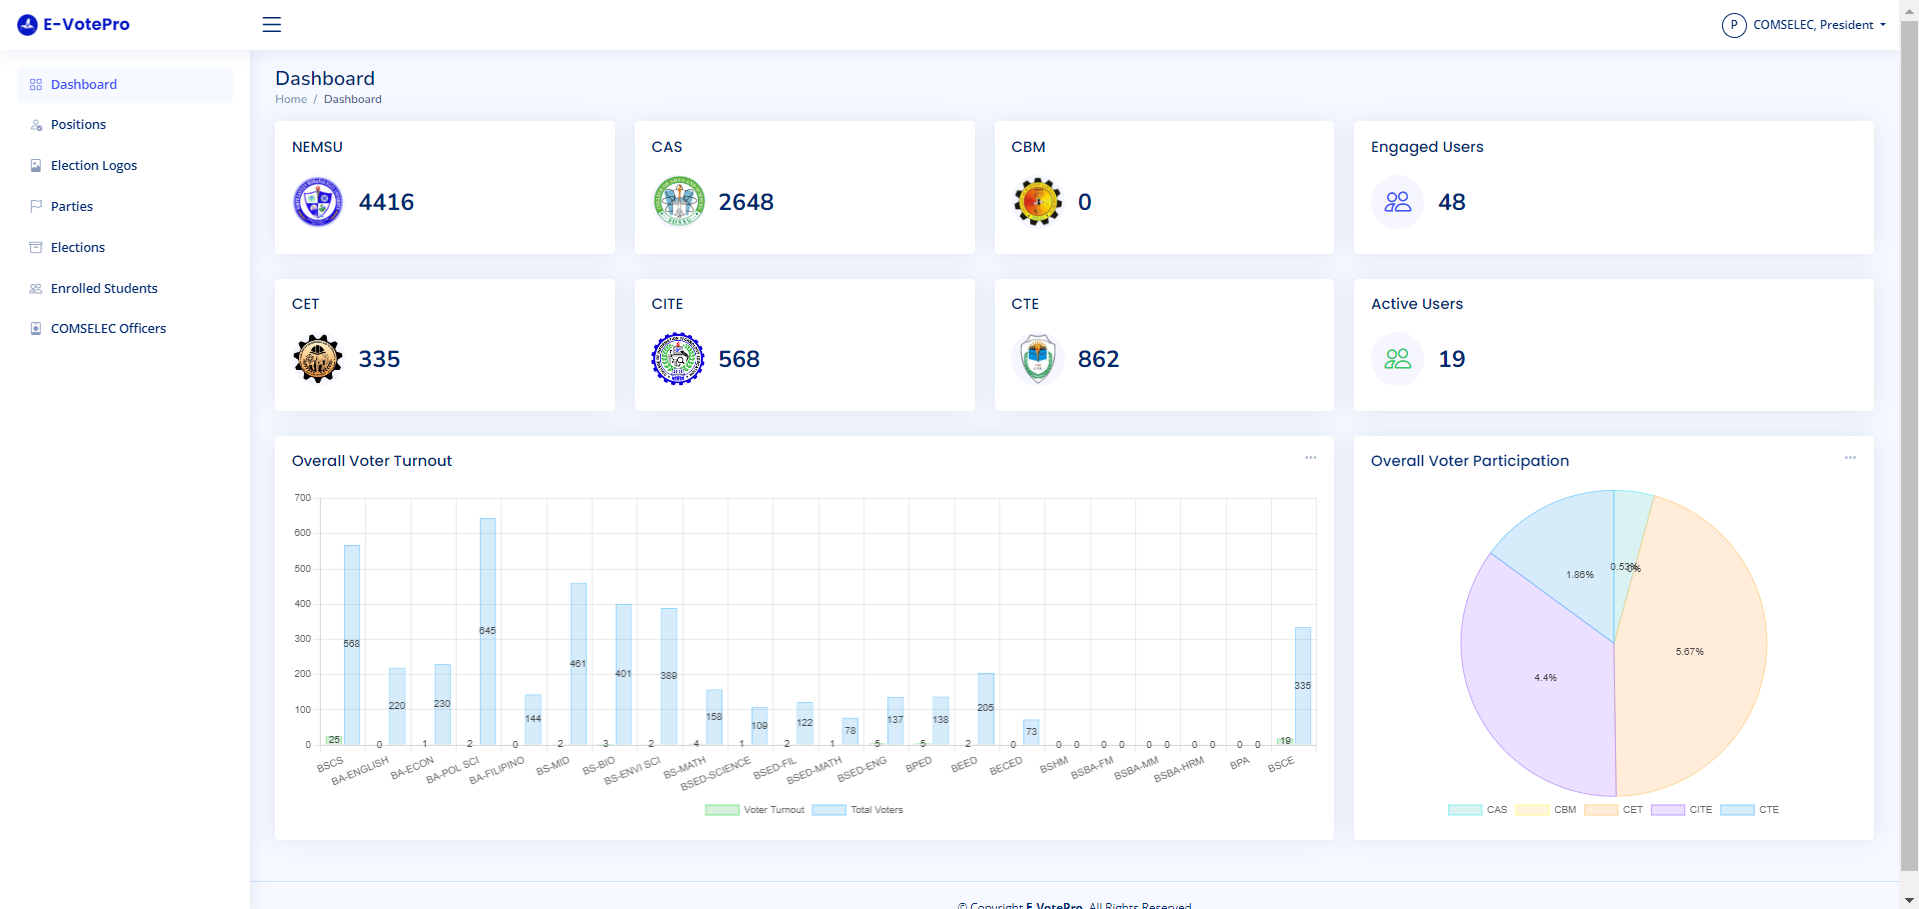 E-VotePro
P COMSELEC, President
Dashboard
Positions
Election Logos
Parties
Elections
Enrolled Students
COMSELEC Officers
Dashboard
Home / Dashboard
NEMSU
4416
CAS
2648
CBM
0
Engaged Users
48
CET
335
CITE
568
CTE
862
Active Users
19
Overall Voter Turnout
700
600
500
400
300
200
100
0
25 568 0 220 1 230 2 645 0 144 2 461 3 401 2 389 4 158 1 109 2 122 1 78 5 137 5 138 2 205 0 73 0 0 0 0 0 0 0 0 0 0 19 335
BSCS BA-ENGLISH BA-ECON BA-POL SCI BA-FILIPINO BS-MID BS-BIO BS-ENVI SCI BS-MATH BSED-SCIENCE BSED-FIL BSED-MATH BSED-ENG BPED BEED BECED BSHM BSBA-FM BSBA-MM BSBA-HRM BPA BSCE
Voter Turnout Total Voters
Overall Voter Participation
0.53%
0%
1.86%
5.67%
4.4%
CAS CBM CET CITE CTE
© Copyright E-VotePro. All Rights Reserved